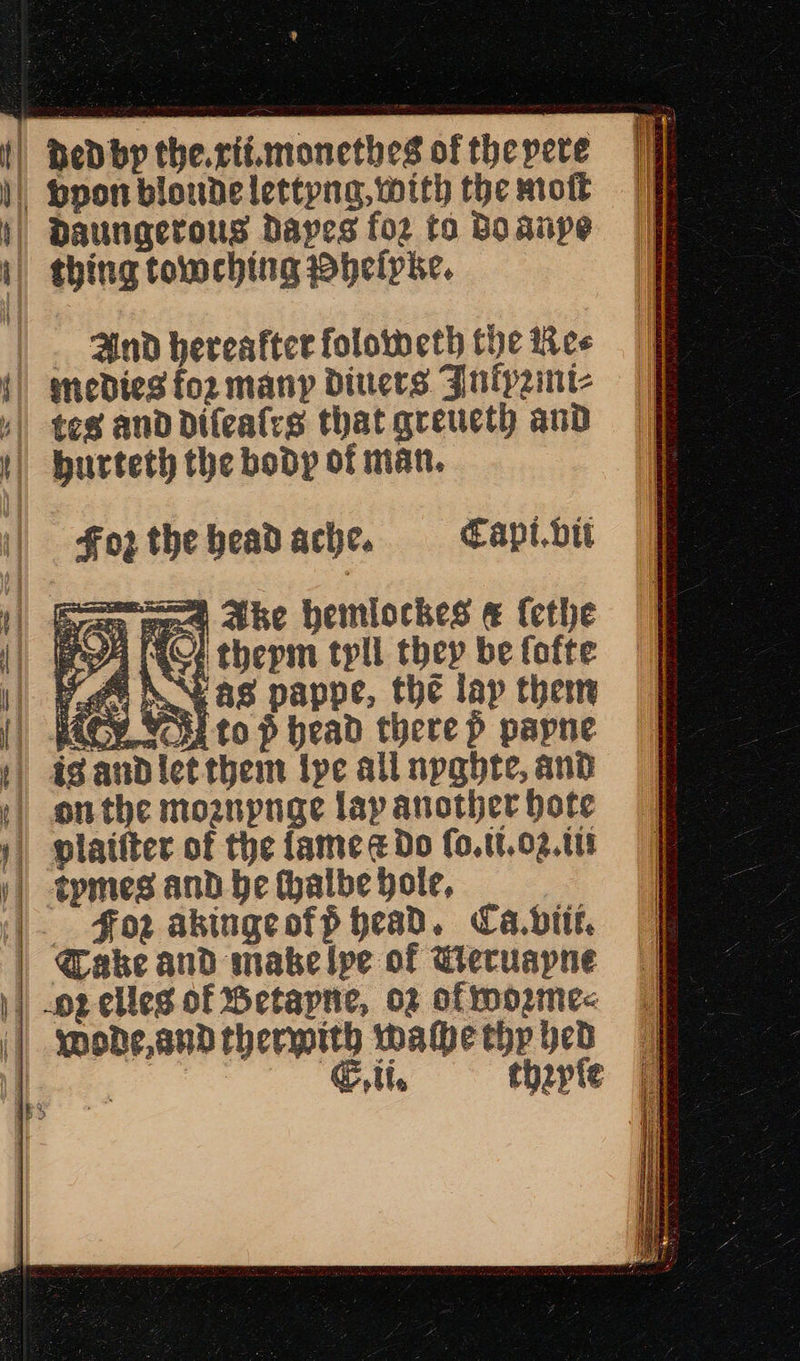 ded by the.xii.monethes of the yere
vpon bloude lettyng, with the moſt
daungerous dayes for to do anye
thing towching Pheſyke.
And hereafter foloweth the Re⸗
medies for many diuers Infyrmi⸗
tes and diſeaſes that greueth and
hurteth the body of man.
For the head ache. Capi.vii
TAke hemlockes & ſethe
theym tyll they be ſofte
as pappe, thē lay them
to þͤ head there þͤ payne
is and let them lye all nyghte, and
on the mornynge lay another hote
plaiſter of the ſame & do ſo.ii.or.iii
tymes and he ſhalbe hole.
For akinge of þͤ head. Ca.viii.
Take and make lye of Veruayne
or elles of Betayne, or of worme⸗
wode, and therwith waſhe thy hed
C.ii. thryſe